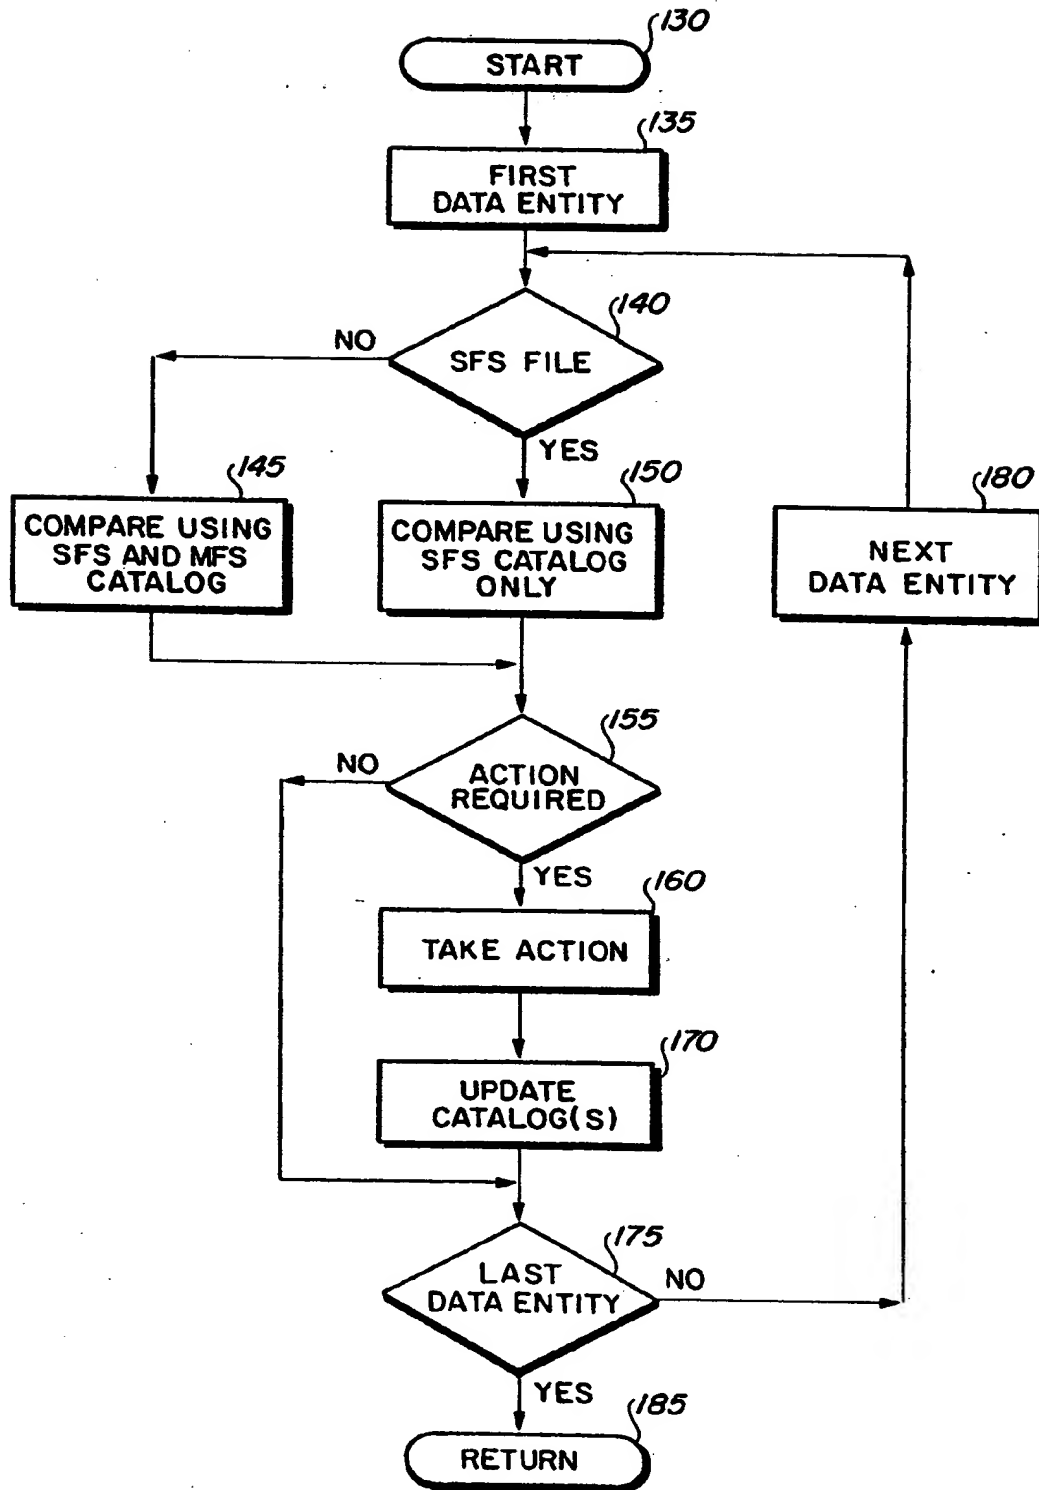 130
START
135
FIRST
DATA ENTITY
140
NO
SFS FILE
YES
145
COMPARE USING
SFS AND MFS
CATALOG
150
COMPARE USING
SFS CATALOG
ONLY
180
NEXT
DATA ENTITY
155
NO
ACTION
REQUIRED
YES
160
TAKE ACTION
170
UPDATE
CATALOG(S)
175
LAST
DATA ENTITY
NO
YES
185
RETURN